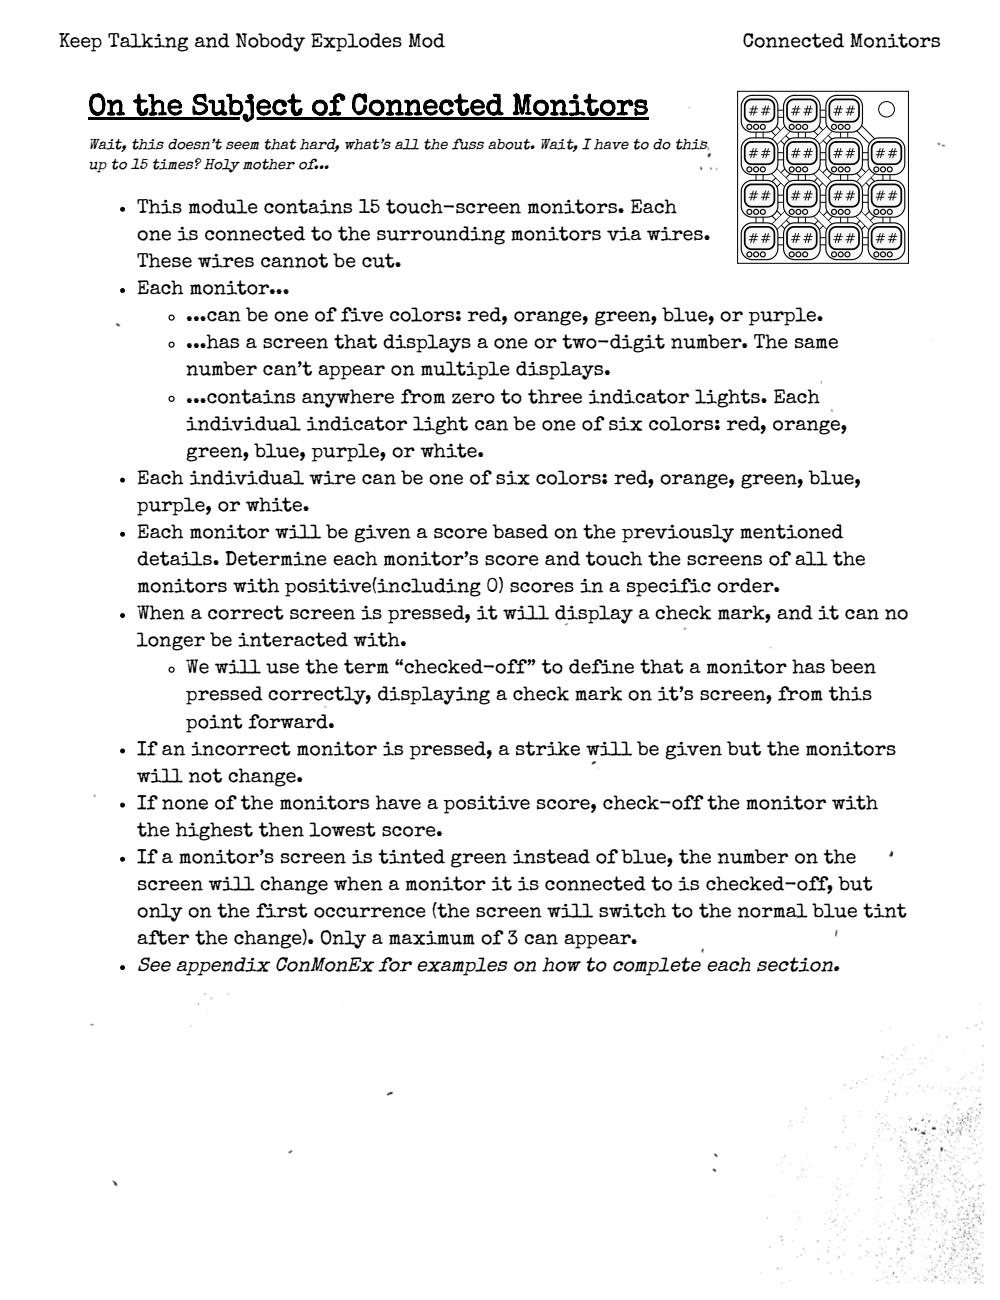 Keep Talking and Nobody Explodes Mod
Connected Monitors
On the Subject of Connected Monitors
Wait, this doesn't seem that hard, what's all the fuss about. Wait, I have to do this
up to 15 times? Holy mother of...
## ## ##
## ## ## ##
## ## ## ##
## ## ## ##
• This module contains 15 touch-screen monitors. Each
one is connected to the surrounding monitors via wires.
These wires cannot be cut.
• Each monitor...
◦ ...can be one of five colors: red, orange, green, blue, or purple.
◦ ...has a screen that displays a one or two-digit number. The same
number can't appear on multiple displays.
◦ ...contains anywhere from zero to three indicator lights. Each
individual indicator light can be one of six colors: red, orange,
green, blue, purple, or white.
• Each individual wire can be one of six colors: red, orange, green, blue,
purple, or white.
• Each monitor will be given a score based on the previously mentioned
details. Determine each monitor's score and touch the screens of all the
monitors with positive(including 0) scores in a specific order.
• When a correct screen is pressed, it will display a check mark, and it can no
longer be interacted with.
◦ We will use the term “checked-off” to define that a monitor has been
pressed correctly, displaying a check mark on it's screen, from this
point forward.
• If an incorrect monitor is pressed, a strike will be given but the monitors
will not change.
• If none of the monitors have a positive score, check-off the monitor with
the highest then lowest score.
• If a monitor's screen is tinted green instead of blue, the number on the
screen will change when a monitor it is connected to is checked-off, but
only on the first occurrence (the screen will switch to the normal blue tint
after the change). Only a maximum of 3 can appear.
• See appendix ConMonEx for examples on how to complete each section.